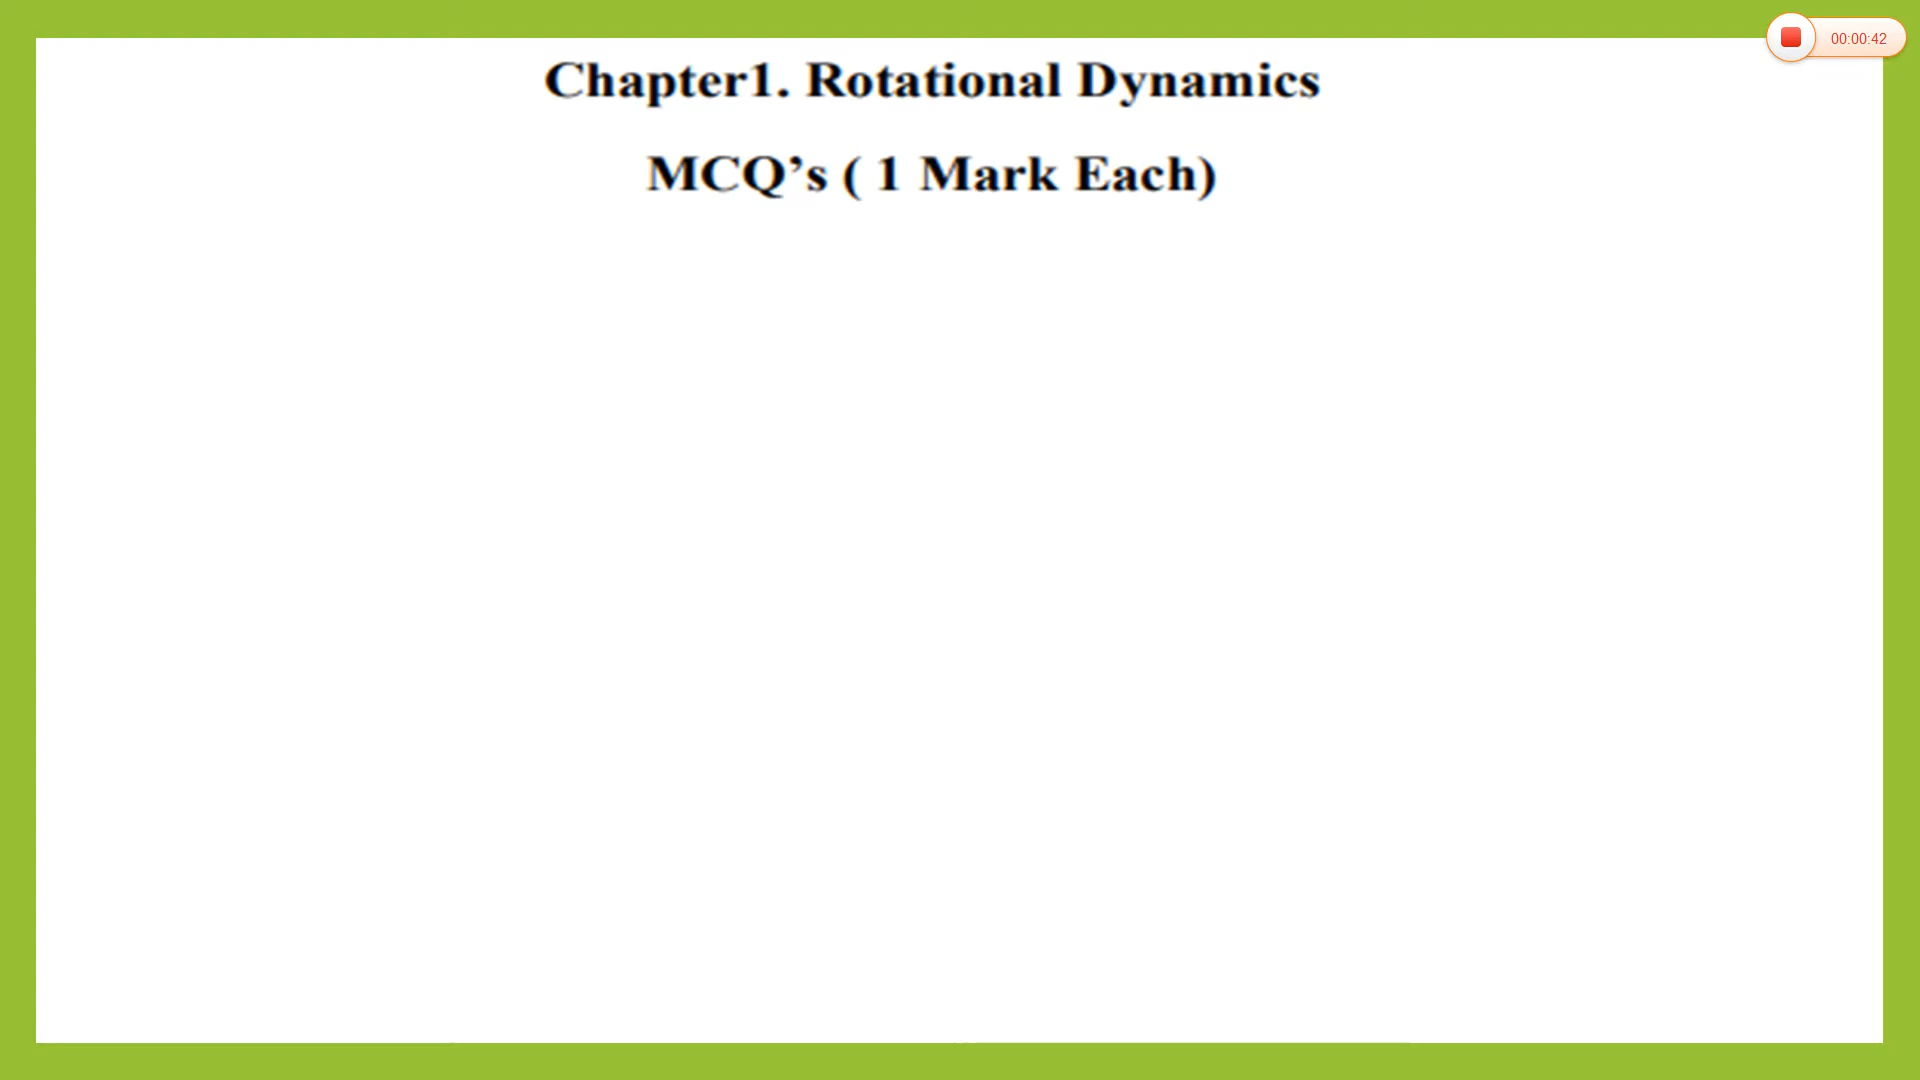 00:00:42
Chapter1. Rotational Dynamics
MCQ’s ( 1 Mark Each)